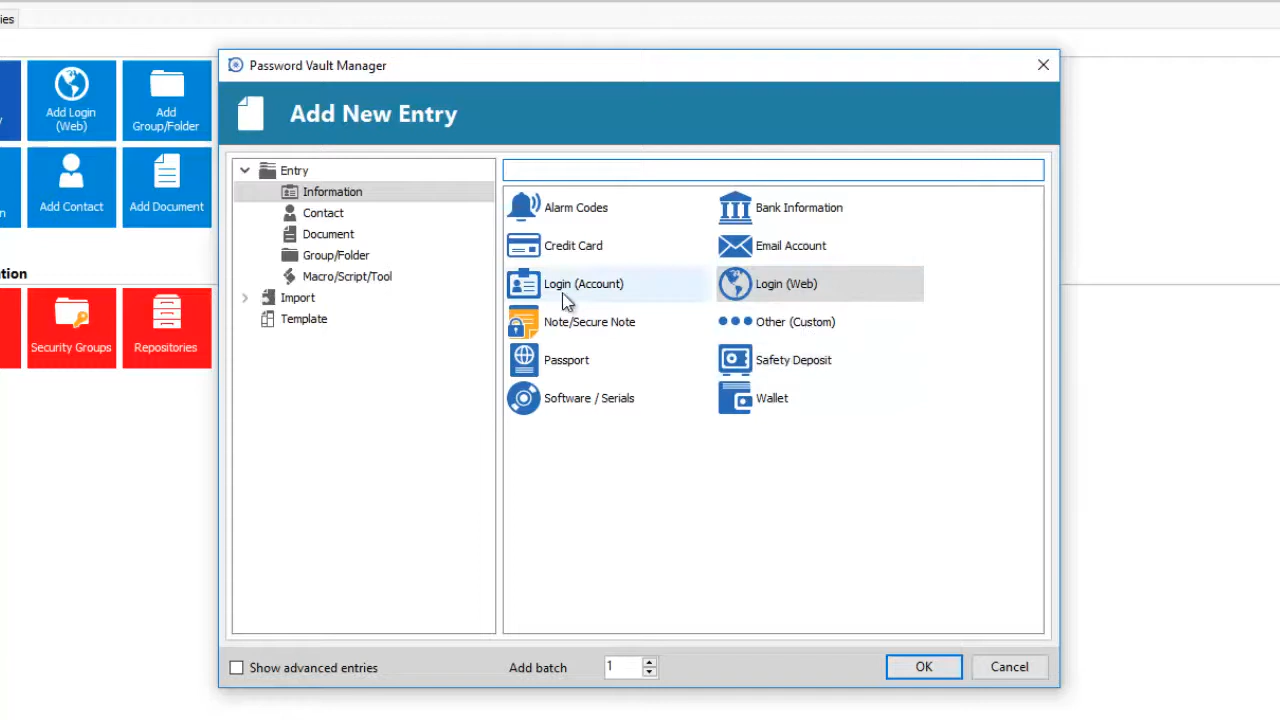 ies
Password Vault Manager
Add New Entry
y
Add Login
(Web)
Add
Group/Folder
n
Add Contact
Add Document
tion
Security Groups
Repositories
Entry
Information
Contact
Document
Group/Folder
Macro/Script/Tool
Import
Template
Alarm Codes
Bank Information
Credit Card
Email Account
Login (Account)
Login (Web)
Note/Secure Note
Other (Custom)
Passport
Safety Deposit
Software / Serials
Wallet
Show advanced entries
Add batch
1
OK
Cancel